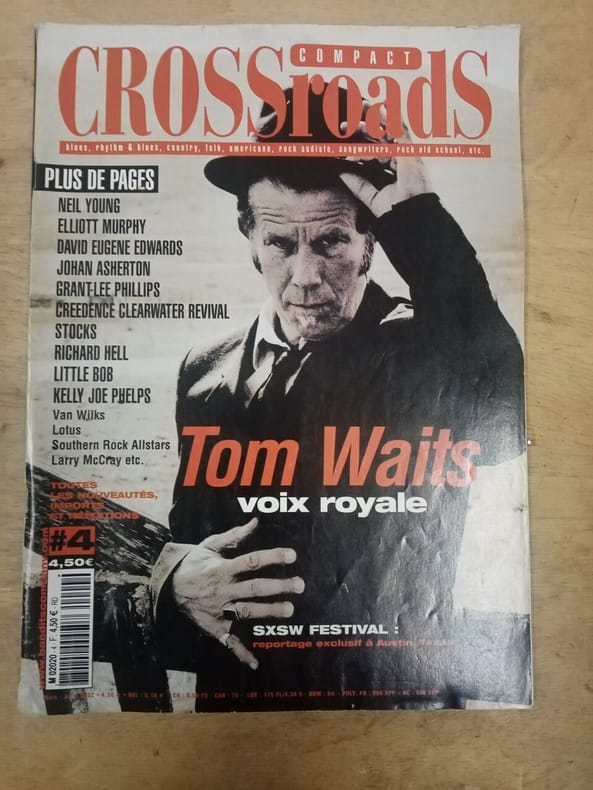 COMPACT
CROSSroadS
blues, rhythm & blues, country, folk, americana, rock sudiste, songwriters, rock old school, etc.
PLUS DE PAGES
NEIL YOUNG
ELLIOTT MURPHY
DAVID EUGENE EDWARDS
JOHAN ASHERTON
GRANT-LEE PHILLIPS
CREEDENCE CLEARWATER REVIVAL
STOCKS
RICHARD HELL
LITTLE BOB
KELLY JOE PHELPS
Van Wilks
Lotus
Southern Rock Allstars
Larry McCray etc.
Tom Waits
voix royale
TOUTES
LES NOUVEAUTÉS,
IMPORTS
ET RÉÉDITIONS
#4
4,50€
M 02020 - 4 - F: 4,50 € - RD
SXSW FESTIVAL :
reportage exclusif à Austin, Texas